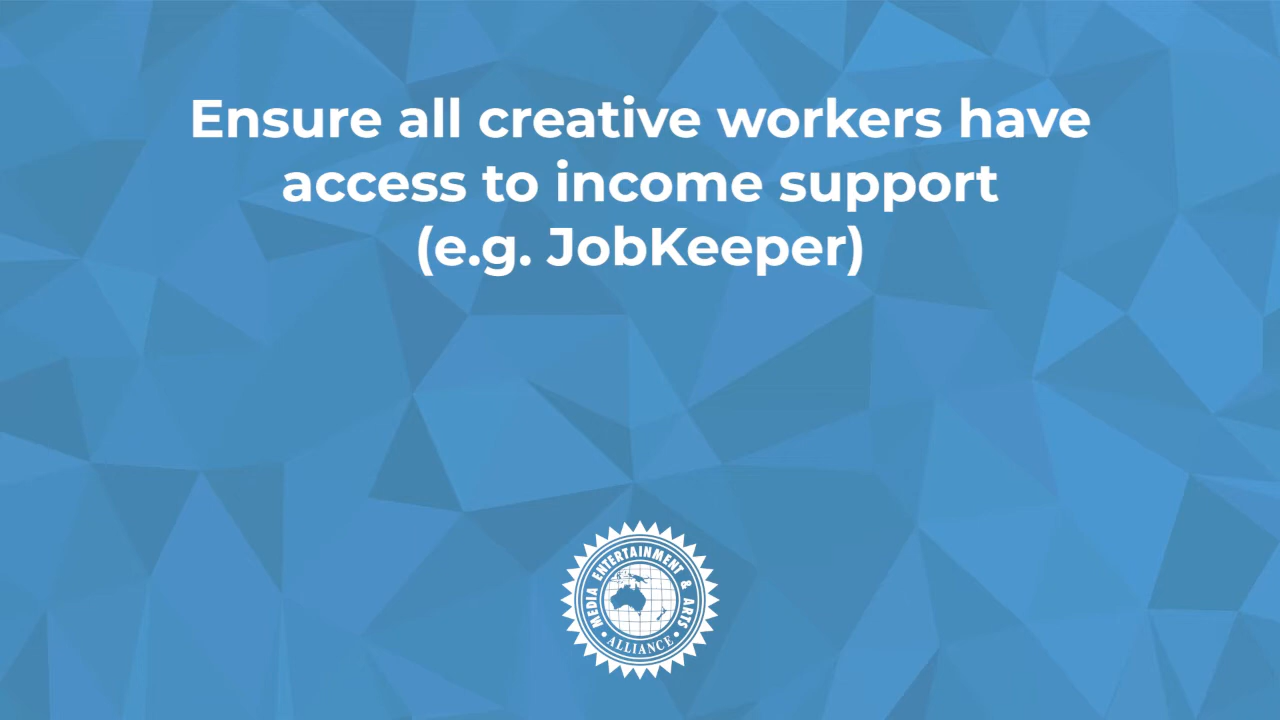 Ensure all creative workers have
access to income support
(e.g. JobKeeper)
MEDIA ENTERTAINMENT & ARTS
• ALLIANCE •